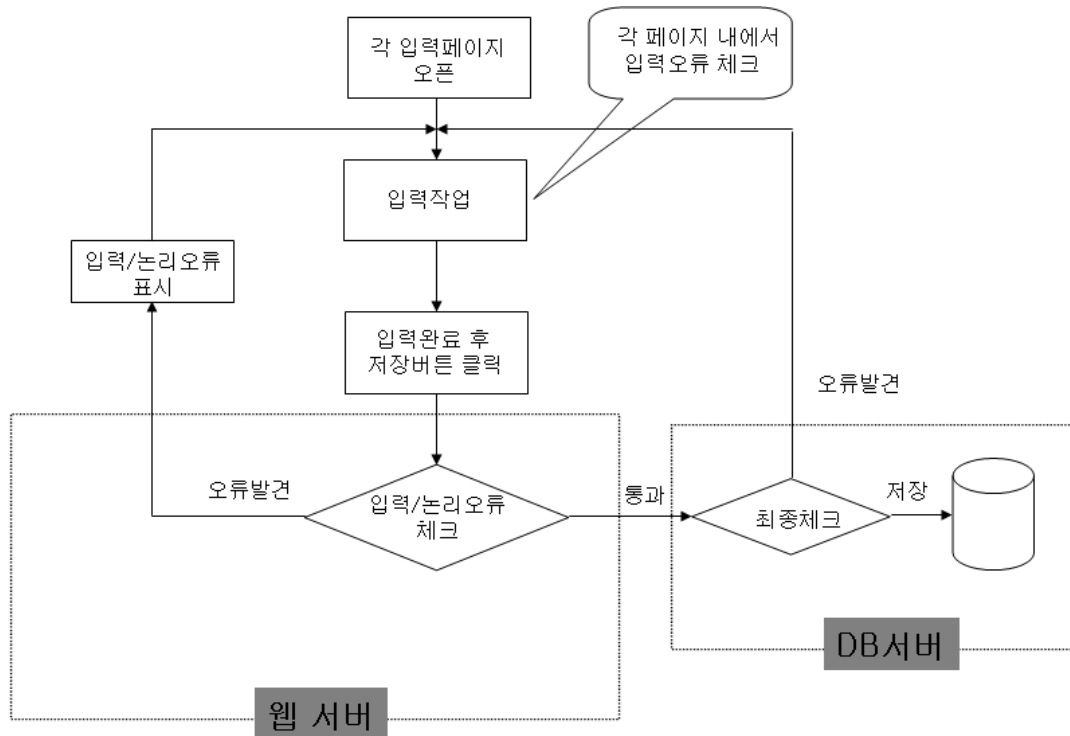 각 입력페이지
오픈
각 페이지 내에서
입력오류 체크
입력작업
입력/논리오류
표시
입력완료 후
저장버튼 클릭
오류발견
오류발견
입력/논리오류
체크
통과
최종체크
저장
DB서버
웹 서버